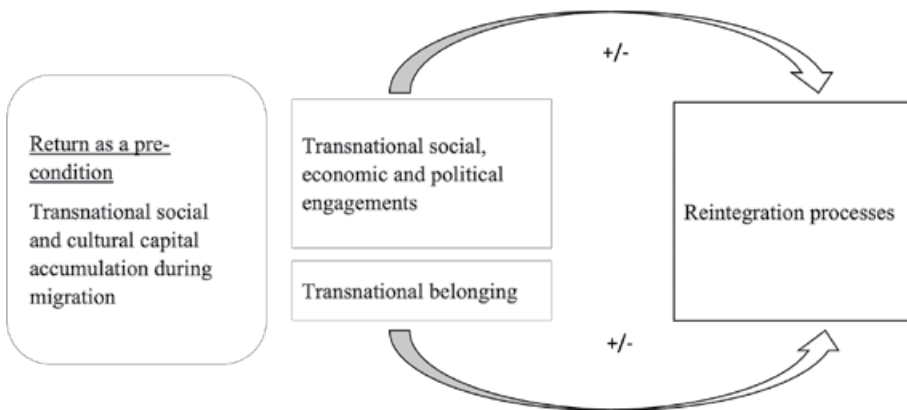 +/-
Return as a pre-
condition
Transnational social
and cultural capital
accumulation during
migration
Transnational social,
economic and political
engagements
Transnational belonging
Reintegration processes
+/-